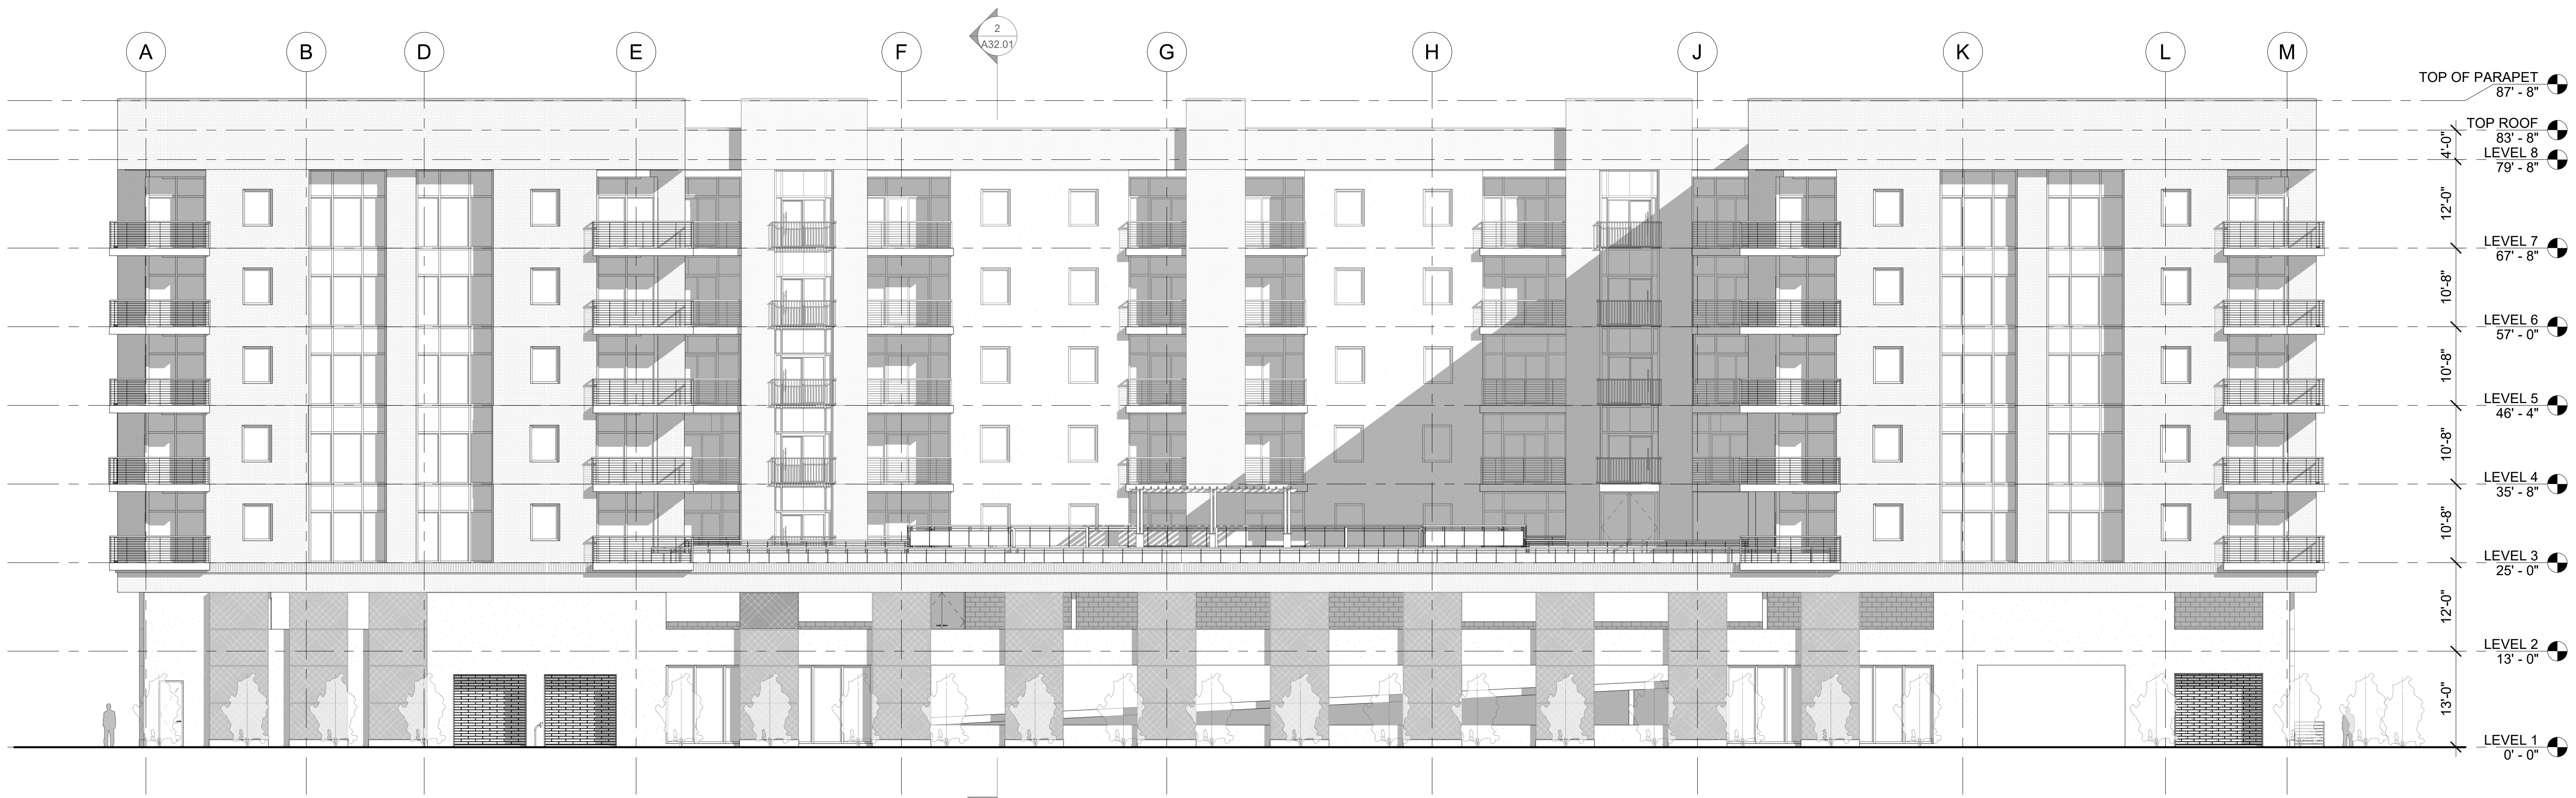 A
B
D
E
F
2
A32.01
G
H
J
K
L
M
TOP OF PARAPET
87' - 8"
TOP ROOF
83' - 8"
4'-0"
LEVEL 8
79' - 8"
12'-0"
LEVEL 7
67' - 8"
10'-8"
LEVEL 6
57' - 0"
10'-8"
LEVEL 5
46' - 4"
10'-8"
LEVEL 4
35' - 8"
10'-8"
LEVEL 3
25' - 0"
12'-0"
LEVEL 2
13' - 0"
13'-0"
LEVEL 1
0' - 0"